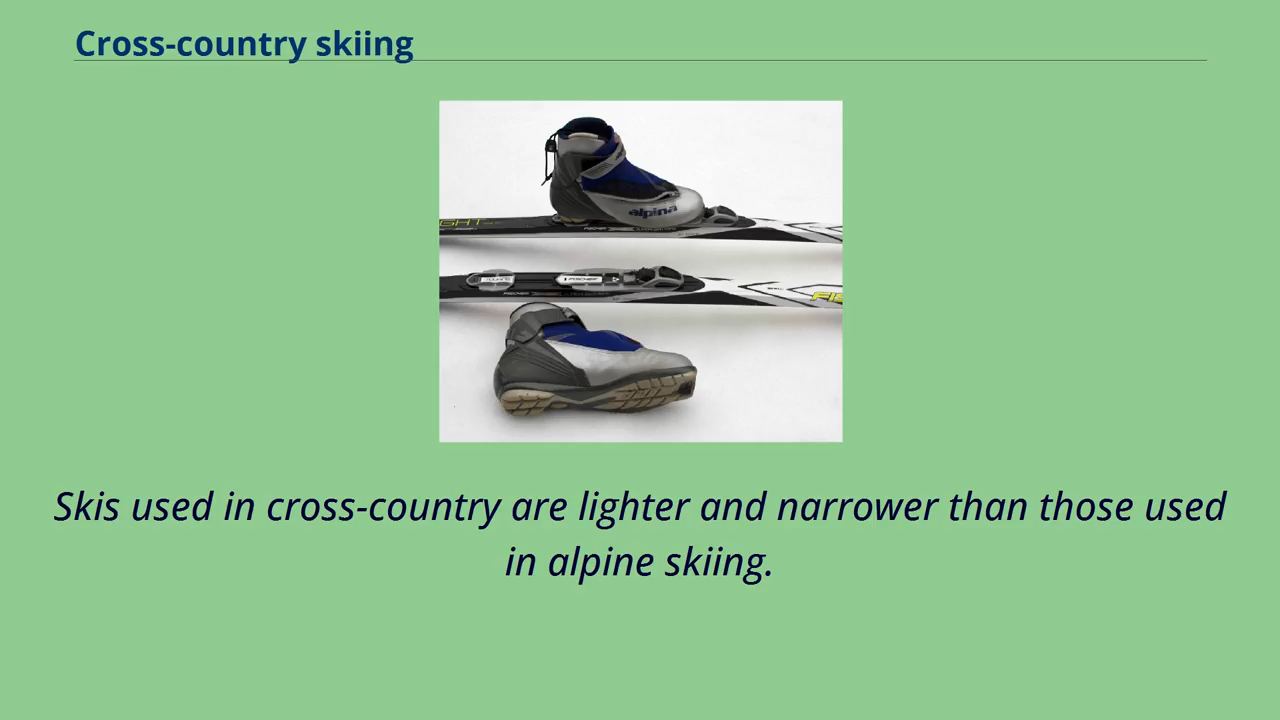 Cross-country skiing
alpina
FISCHER
Skis used in cross-country are lighter and narrower than those used
in alpine skiing.